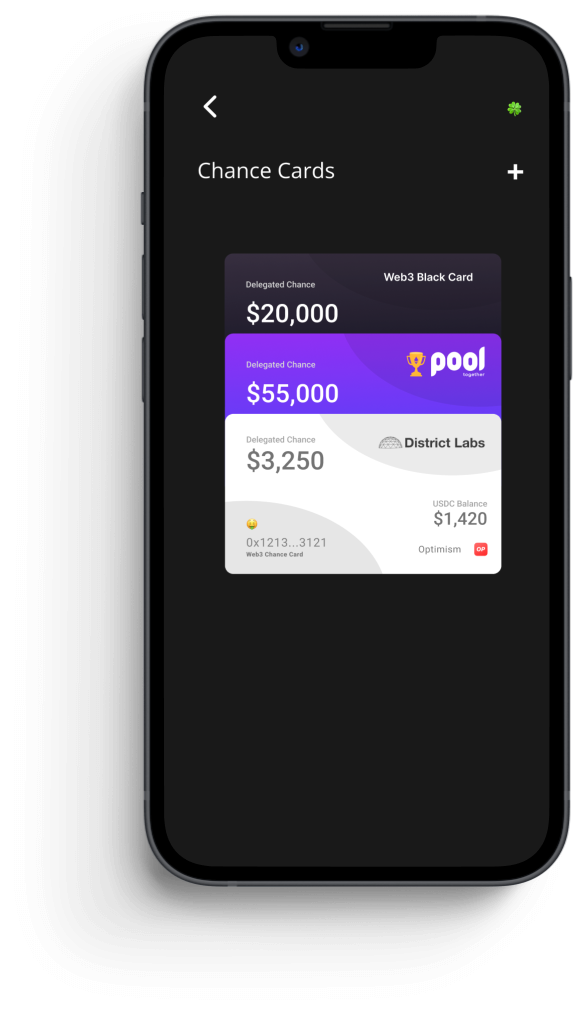 Chance Cards
+
Web3 Black Card
Delegated Chance
$20,000
Delegated Chance
pool
together
$55,000
Delegated Chance
$3,250
District Labs
USDC Balance
$1,420
0x1213...3121
Web3 Chance Card
Optimism
OP